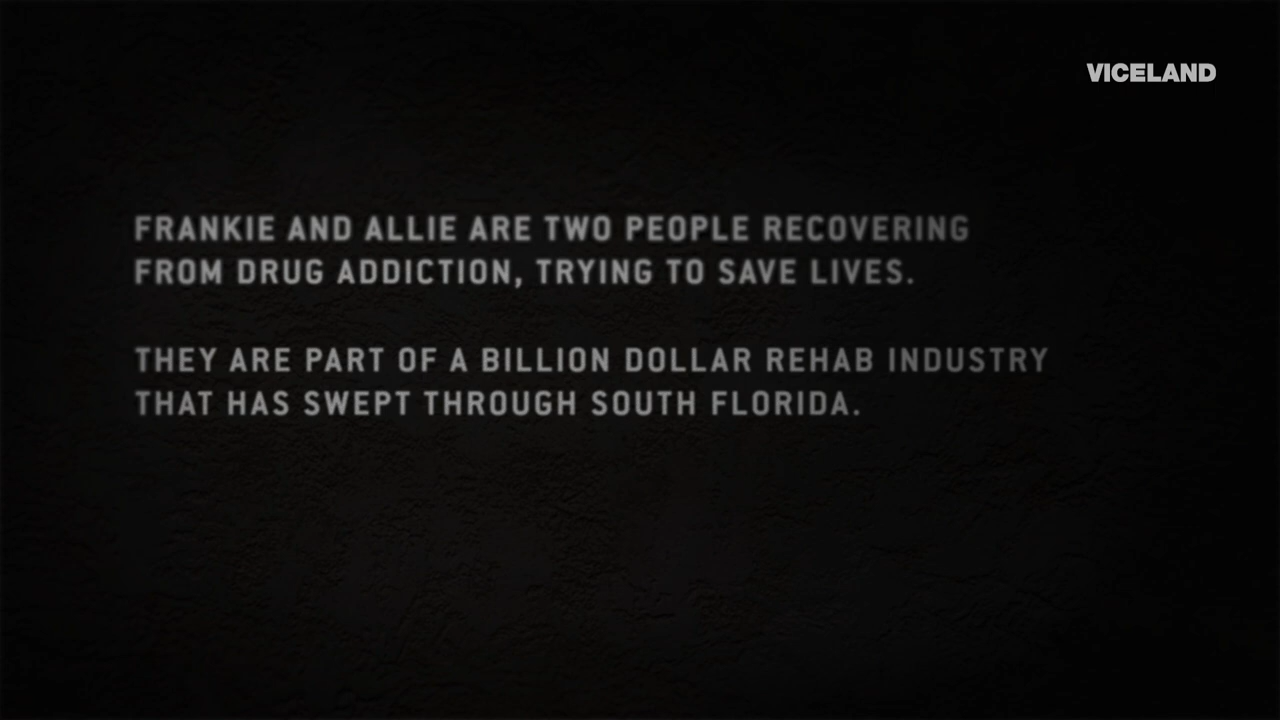 VICELAND
FRANKIE AND ALLIE ARE TWO PEOPLE RECOVERING
FROM DRUG ADDICTION, TRYING TO SAVE LIVES.
THEY ARE PART OF A BILLION DOLLAR REHAB INDUSTRY
THAT HAS SWEPT THROUGH SOUTH FLORIDA.